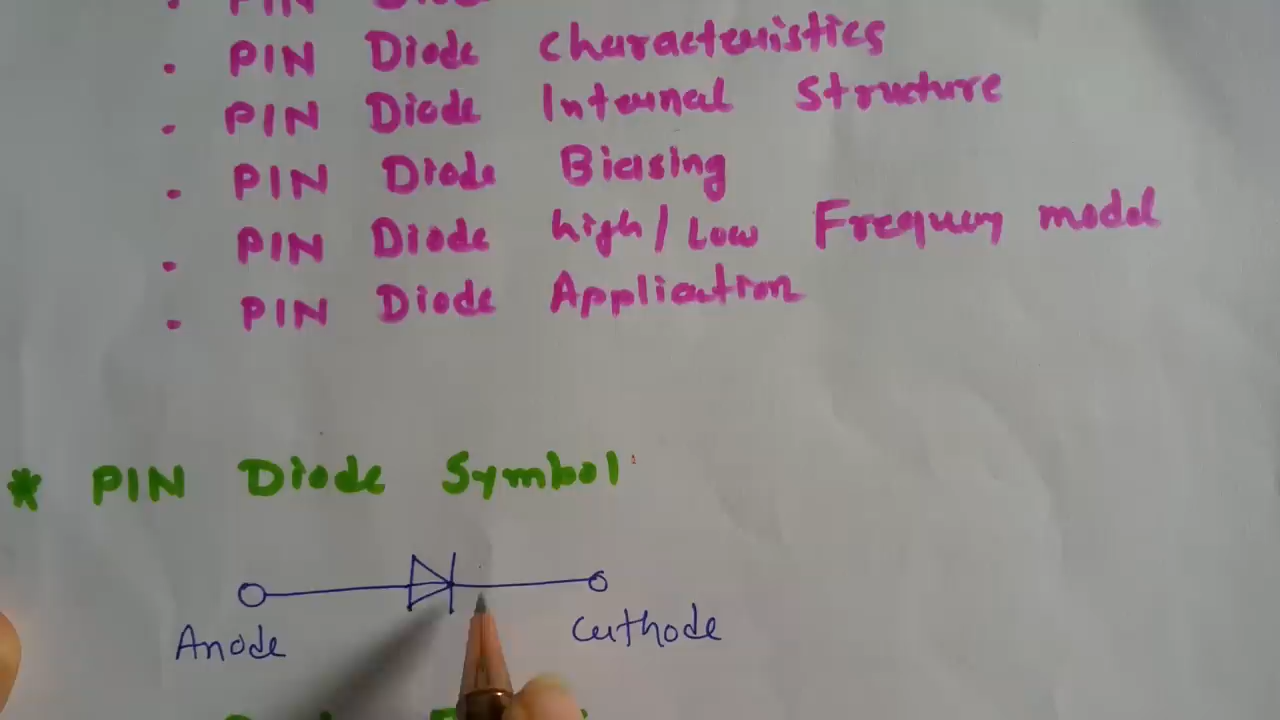 . PIN
. PIN Diode Characteristics
. PIN Diode Internal Structure
. PIN Diode Biasing
. PIN Diode high/Low Frequency model
. PIN Diode Application
* PIN Diode Symbol
Anode Cathode